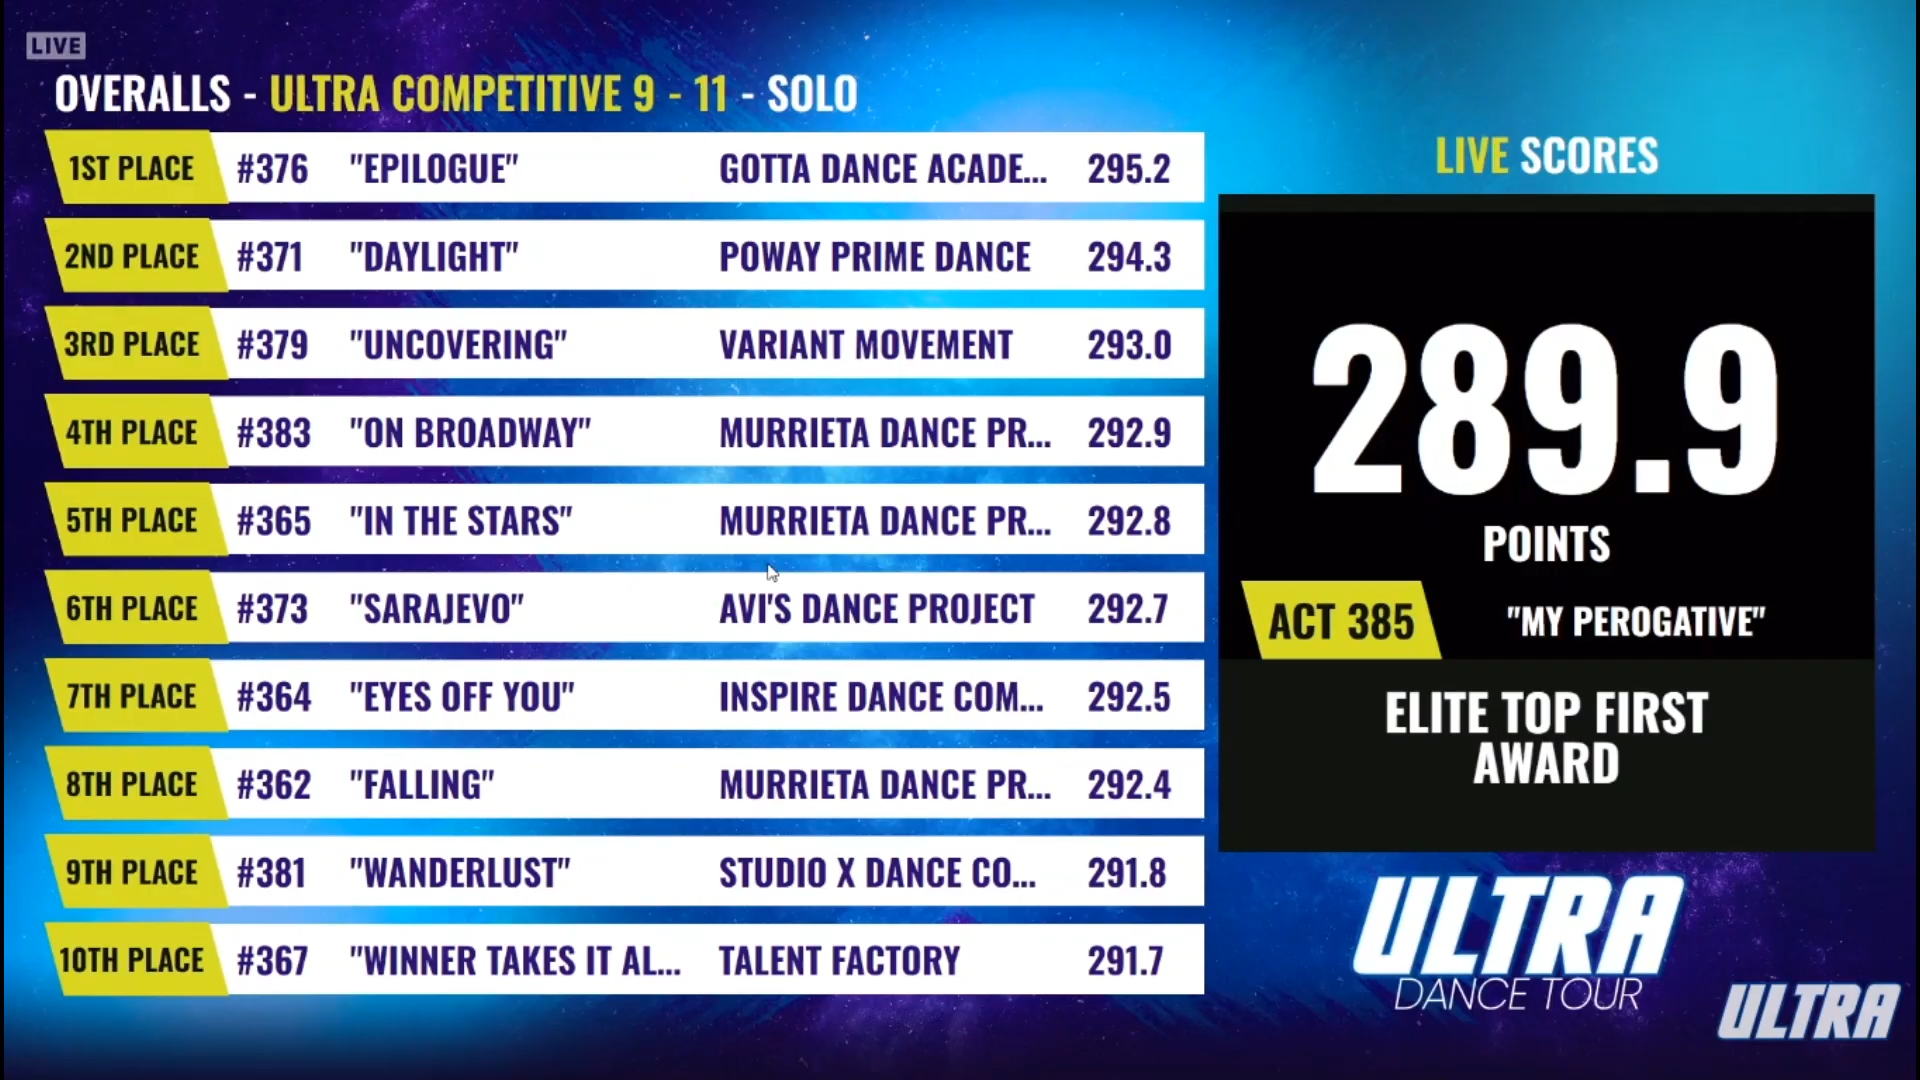 LIVE
OVERALLS - ULTRA COMPETITIVE 9 - 11 - SOLO
1ST PLACE #376 "EPILOGUE" GOTTA DANCE ACADE... 295.2
2ND PLACE #371 "DAYLIGHT" POWAY PRIME DANCE 294.3
3RD PLACE #379 "UNCOVERING" VARIANT MOVEMENT 293.0
4TH PLACE #383 "ON BROADWAY" MURRIETA DANCE PR... 292.9
5TH PLACE #365 "IN THE STARS" MURRIETA DANCE PR... 292.8
6TH PLACE #373 "SARAJEVO" AVI'S DANCE PROJECT 292.7
7TH PLACE #364 "EYES OFF YOU" INSPIRE DANCE COM... 292.5
8TH PLACE #362 "FALLING" MURRIETA DANCE PR... 292.4
9TH PLACE #381 "WANDERLUST" STUDIO X DANCE CO... 291.8
10TH PLACE #367 "WINNER TAKES IT AL... TALENT FACTORY 291.7
LIVE SCORES
289.9
POINTS
ACT 385 "MY PEROGATIVE"
ELITE TOP FIRST
AWARD
ULTRA
DANCE TOUR
ULTRA